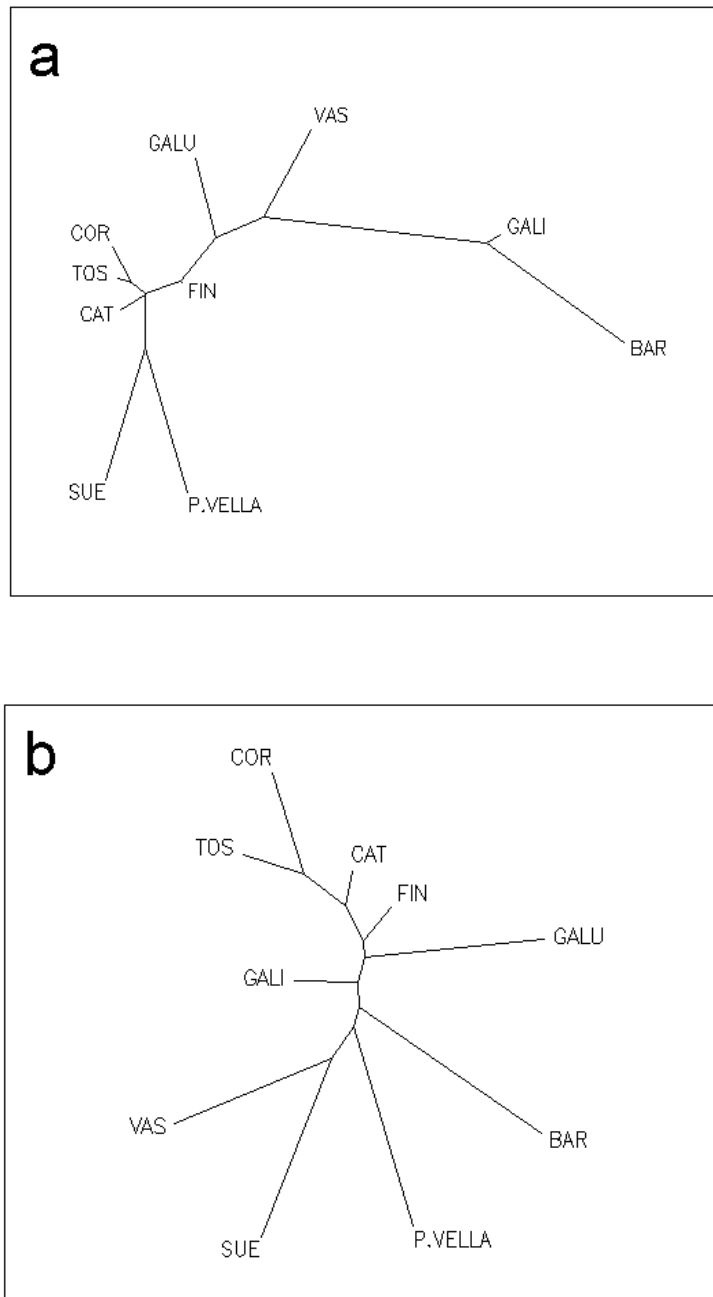 a
VAS
GALU
GALI
COR
TOS
FIN
CAT
BAR
SUE
P.VELLA
b
COR
TOS
CAT
FIN
GALU
GALI
VAS
BAR
SUE
P.VELLA